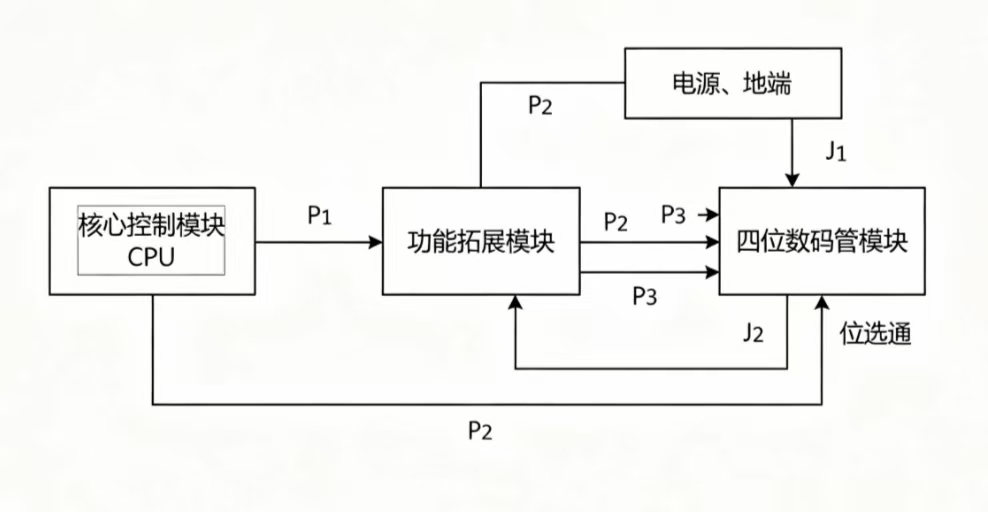 电源、地端
P2
J1
核心控制模块
CPU
P1
功能拓展模块
P2
P3
四位数码管模块
P3
J2
位选通
P2